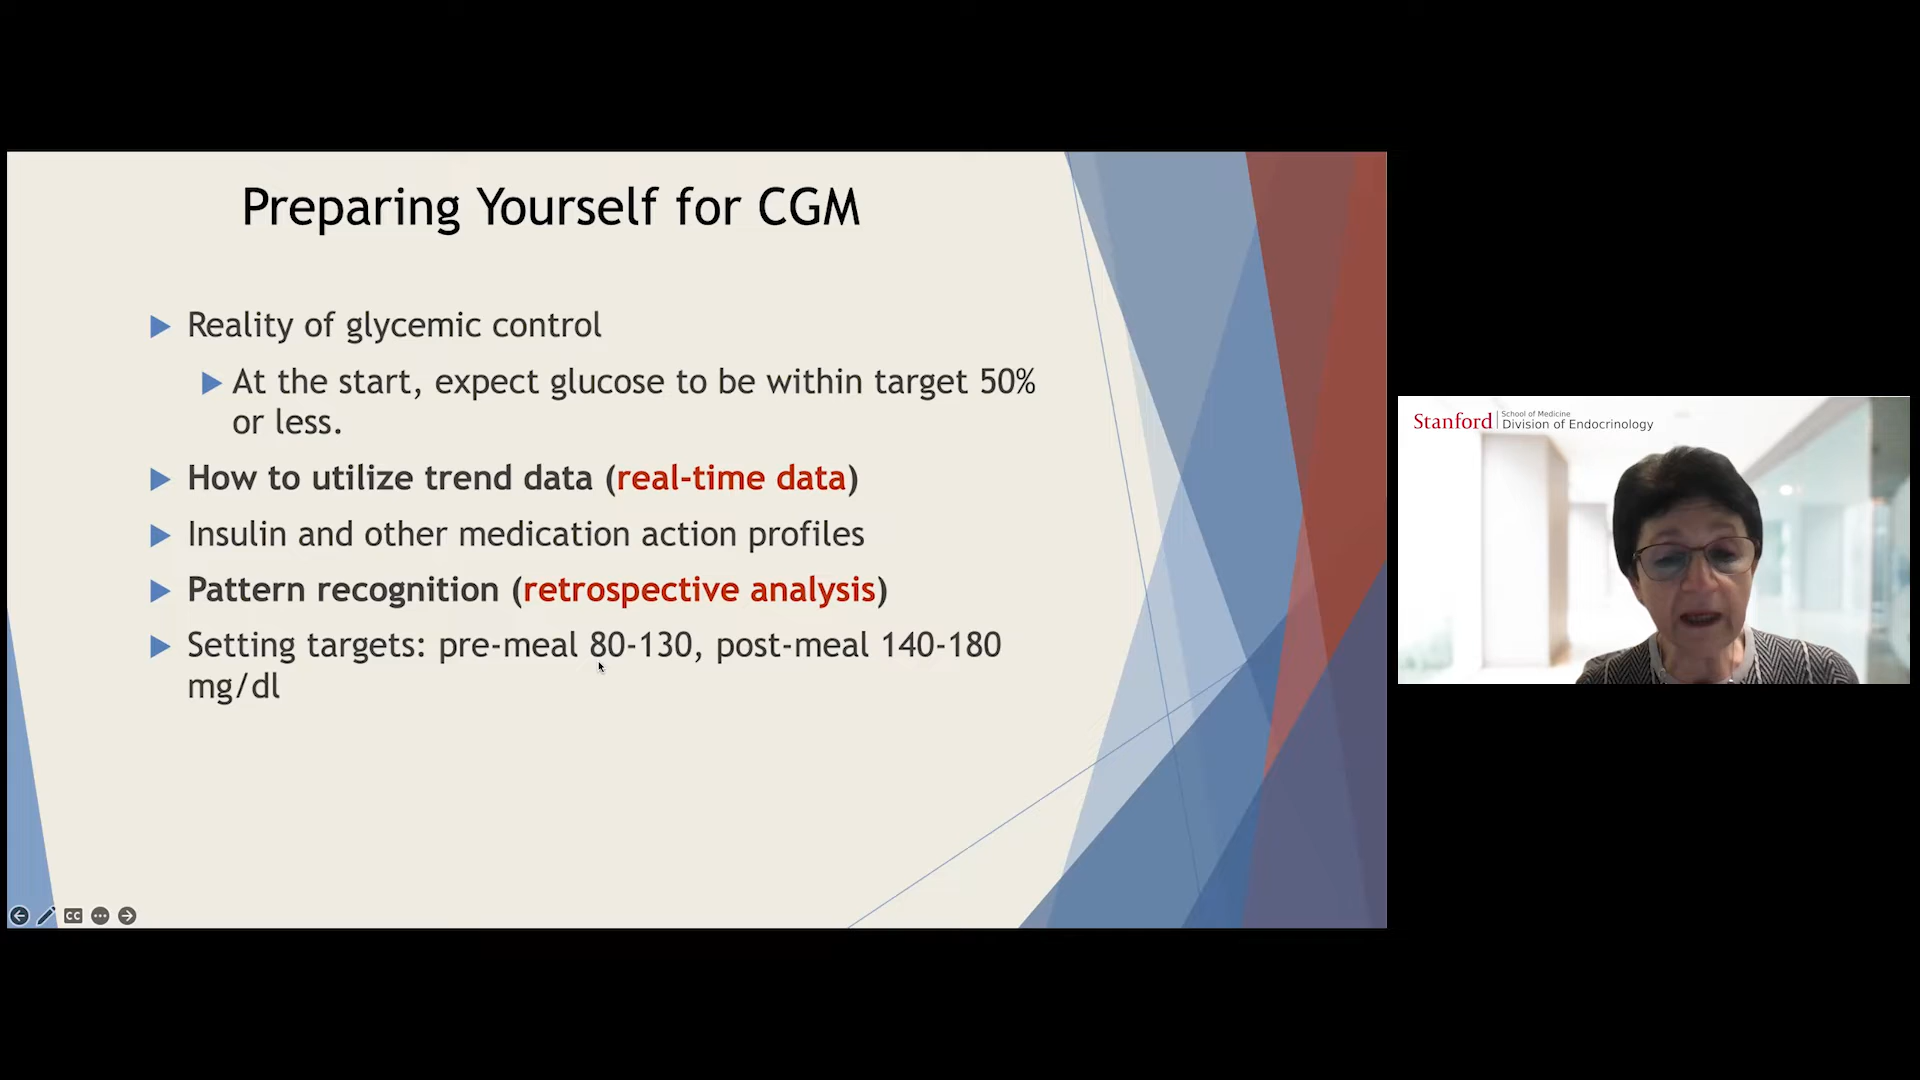 Preparing Yourself for CGM
Reality of glycemic control
At the start, expect glucose to be within target 50%
or less.
How to utilize trend data (real-time data)
Insulin and other medication action profiles
Pattern recognition (retrospective analysis)
Setting targets: pre-meal 80-130, post-meal 140-180
mg/dl
CC
Stanford
School of Medicine
Division of Endocrinology